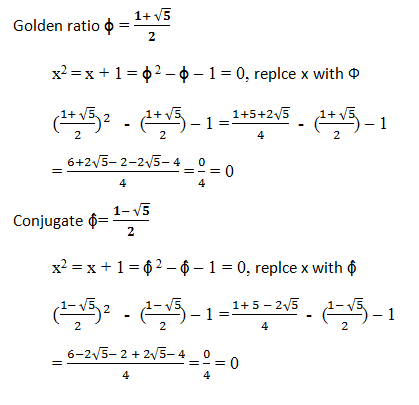 Golden ratio ϕ = (1+ √5)/2
x² = x + 1 = ϕ² – ϕ – 1 = 0, replce x with Φ
((1+ √5)/2)² - ((1+ √5)/2) – 1 = (1+5+2√5)/4 - ((1+ √5)/2) – 1
= (6+2√5– 2–2√5– 4)/4 = 0/4 = 0
Conjugate ϕ̂= (1– √5)/2
x² = x + 1 = ϕ̂² – ϕ̂ – 1 = 0, replce x with ϕ̂
((1– √5)/2)² - ((1– √5)/2) – 1 = (1+ 5 – 2√5)/4 - ((1– √5)/2) – 1
= (6–2√5– 2 + 2√5– 4)/4 = 0/4 = 0